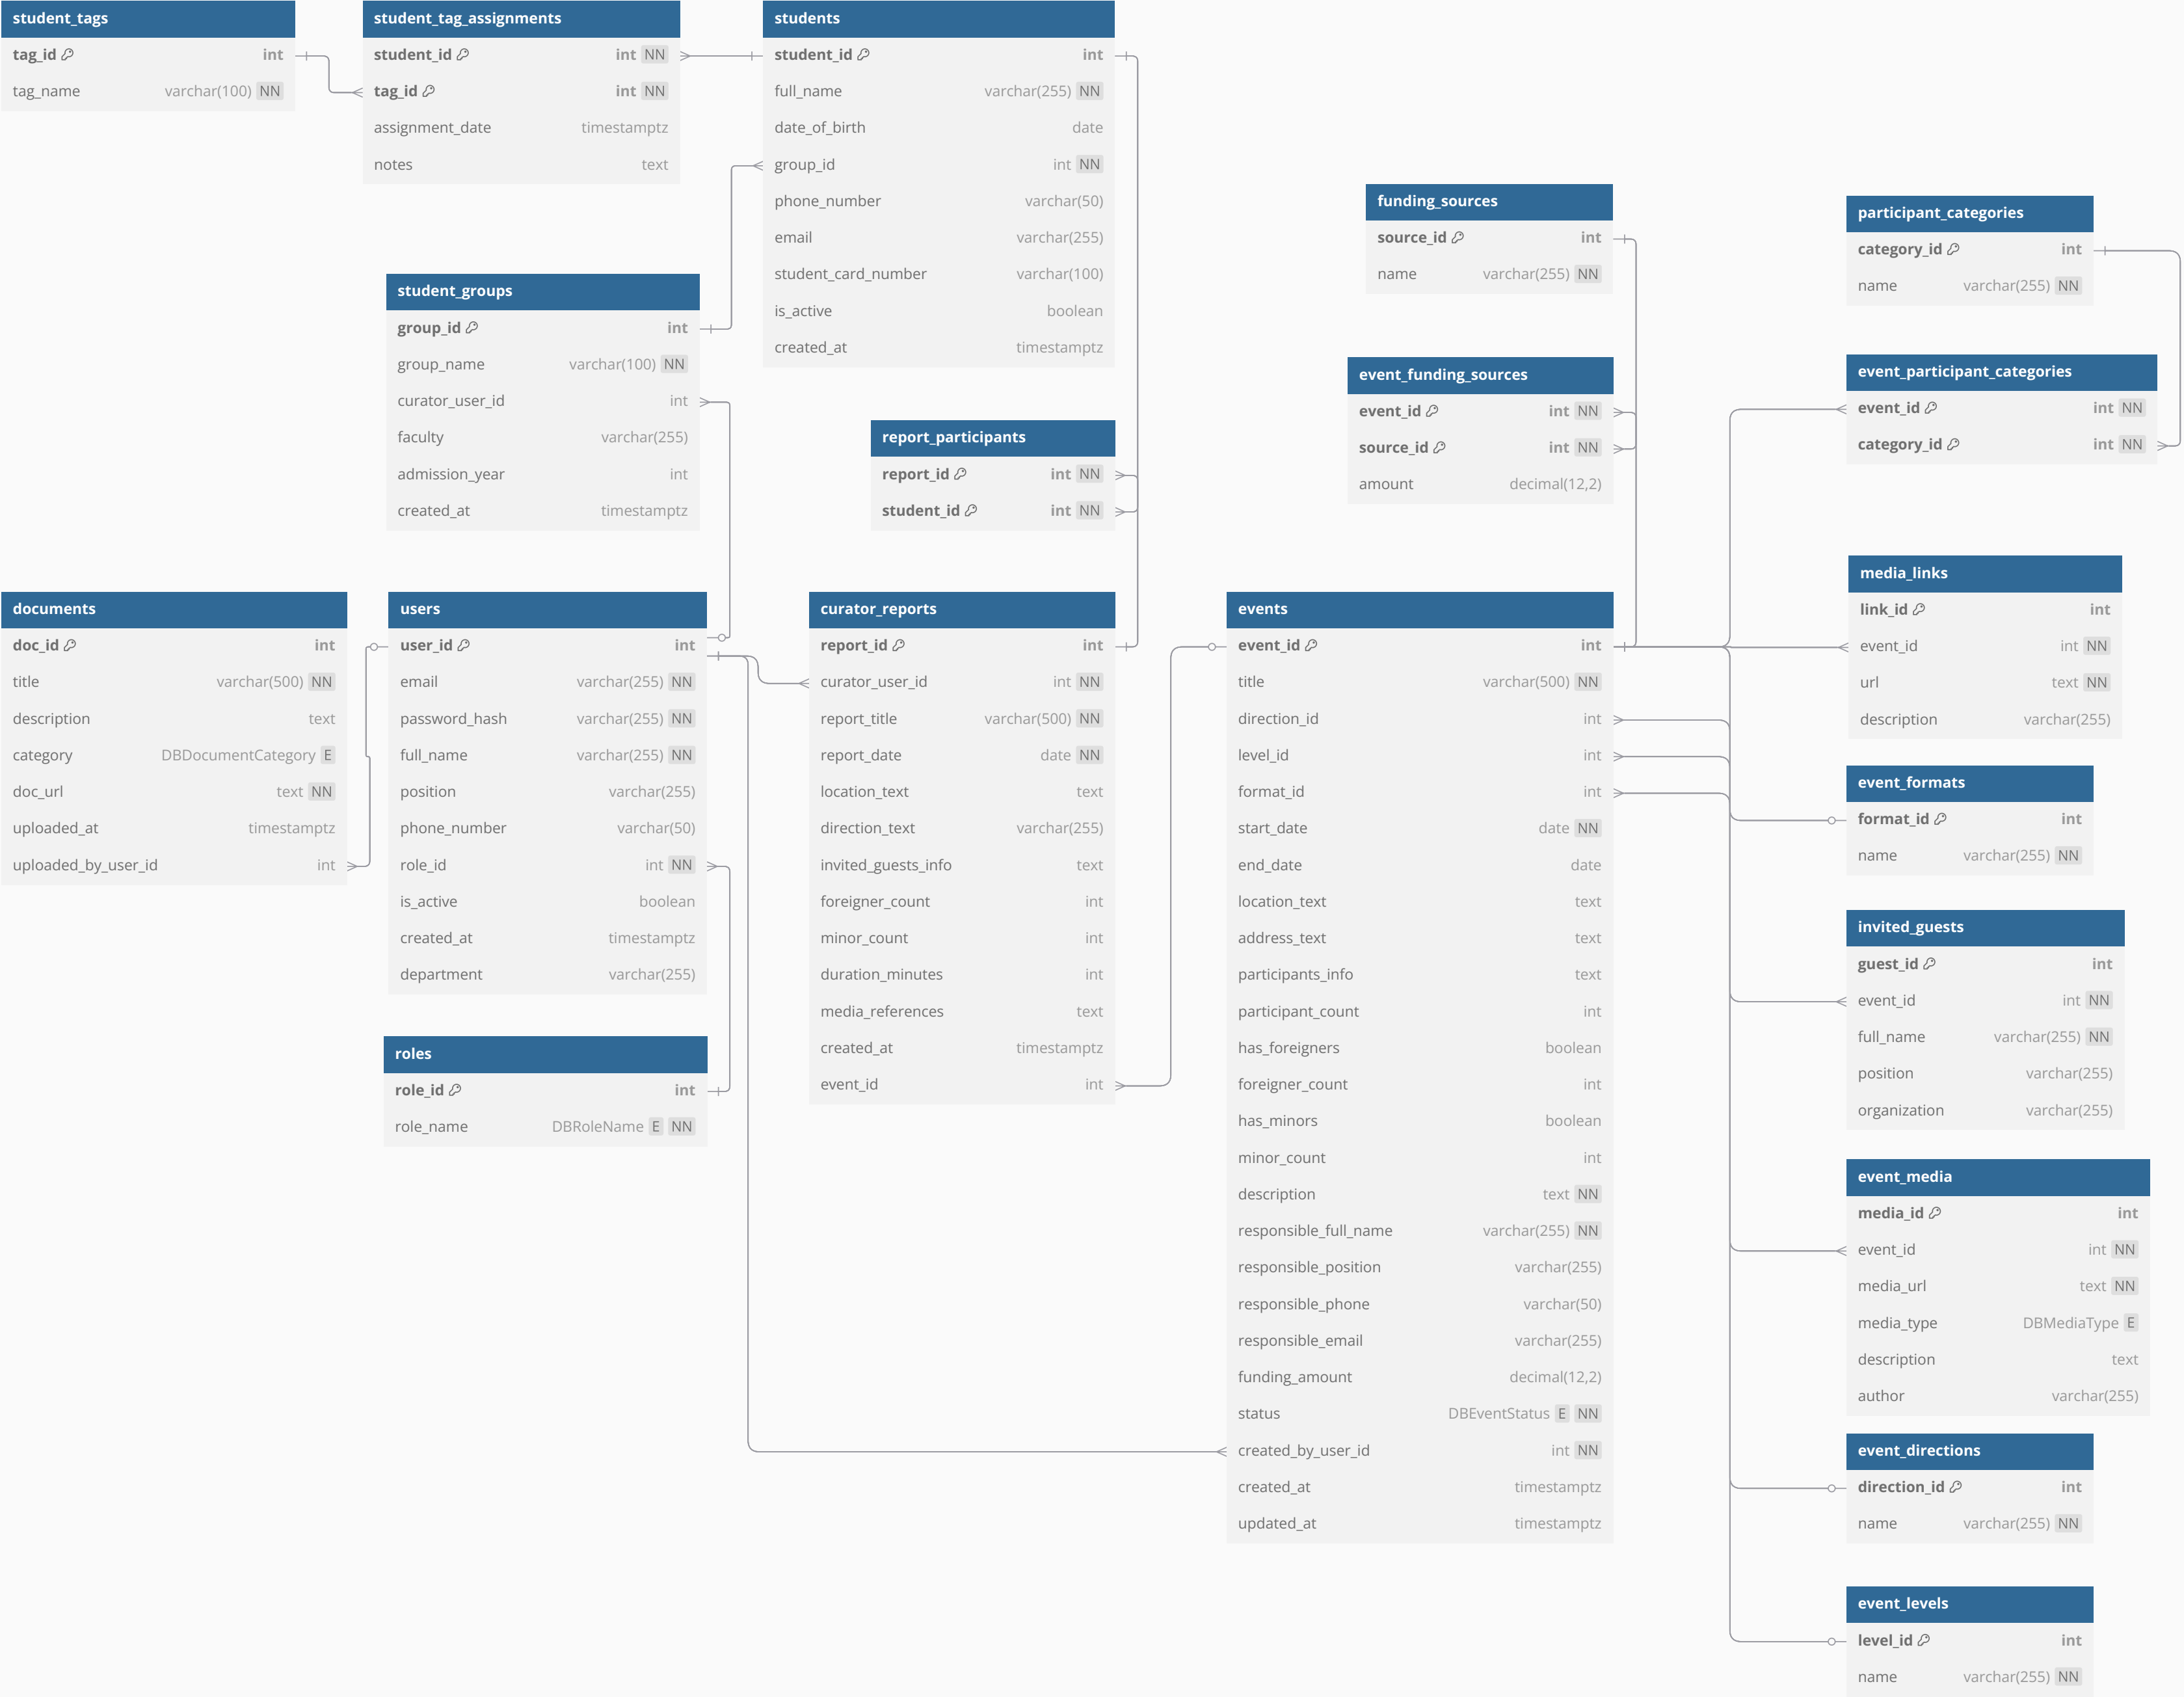 student_tags
tag_id int
tag_name varchar(100) NN
student_tag_assignments
student_id int NN
tag_id int NN
assignment_date timestamptz
notes text
students
student_id int
full_name varchar(255) NN
date_of_birth date
group_id int NN
phone_number varchar(50)
email varchar(255)
student_card_number varchar(100)
is_active boolean
created_at timestamptz
funding_sources
source_id int
name varchar(255) NN
participant_categories
category_id int
name varchar(255) NN
student_groups
group_id int
group_name varchar(100) NN
curator_user_id int
faculty varchar(255)
admission_year int
created_at timestamptz
report_participants
report_id int NN
student_id int NN
event_funding_sources
event_id int NN
source_id int NN
amount decimal(12,2)
event_participant_categories
event_id int NN
category_id int NN
documents
doc_id int
title varchar(500) NN
description text
category DBDocumentCategory E
doc_url text NN
uploaded_at timestamptz
uploaded_by_user_id int
users
user_id int
email varchar(255) NN
password_hash varchar(255) NN
full_name varchar(255) NN
position varchar(255)
phone_number varchar(50)
role_id int NN
is_active boolean
created_at timestamptz
department varchar(255)
roles
role_id int
role_name DBRoleName E NN
curator_reports
report_id int
curator_user_id int NN
report_title varchar(500) NN
report_date date NN
location_text text
direction_text varchar(255)
invited_guests_info text
foreigner_count int
minor_count int
duration_minutes int
media_references text
created_at timestamptz
event_id int
events
event_id int
title varchar(500) NN
direction_id int
level_id int
format_id int
start_date date NN
end_date date
location_text text
address_text text
participants_info text
participant_count int
has_foreigners boolean
foreigner_count int
has_minors boolean
minor_count int
description text NN
responsible_full_name varchar(255) NN
responsible_position varchar(255)
responsible_phone varchar(50)
responsible_email varchar(255)
funding_amount decimal(12,2)
status DBEventStatus E NN
created_by_user_id int NN
created_at timestamptz
updated_at timestamptz
media_links
link_id int
event_id int NN
url text NN
description varchar(255)
event_formats
format_id int
name varchar(255) NN
invited_guests
guest_id int
event_id int NN
full_name varchar(255) NN
position varchar(255)
organization varchar(255)
event_media
media_id int
event_id int NN
media_url text NN
media_type DBMediaType E
description text
author varchar(255)
event_directions
direction_id int
name varchar(255) NN
event_levels
level_id int
name varchar(255) NN